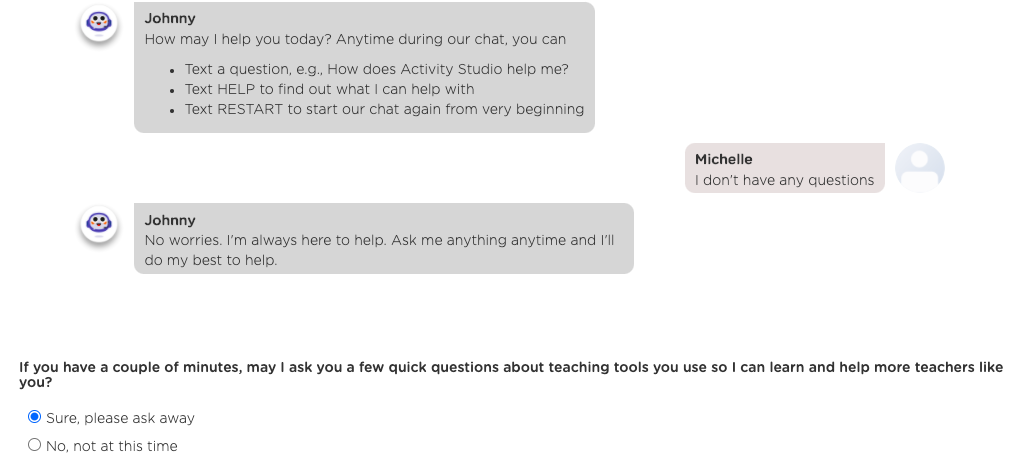 Johnny
How may I help you today? Anytime during our chat, you can
• Text a question, e.g., How does Activity Studio help me?
• Text HELP to find out what I can help with
• Text RESTART to start our chat again from very beginning
Michelle
I don't have any questions
Johnny
No worries. I'm always here to help. Ask me anything anytime and I'll
do my best to help.
If you have a couple of minutes, may I ask you a few quick questions about teaching tools you use so I can learn and help more teachers like
you?
Sure, please ask away
No, not at this time